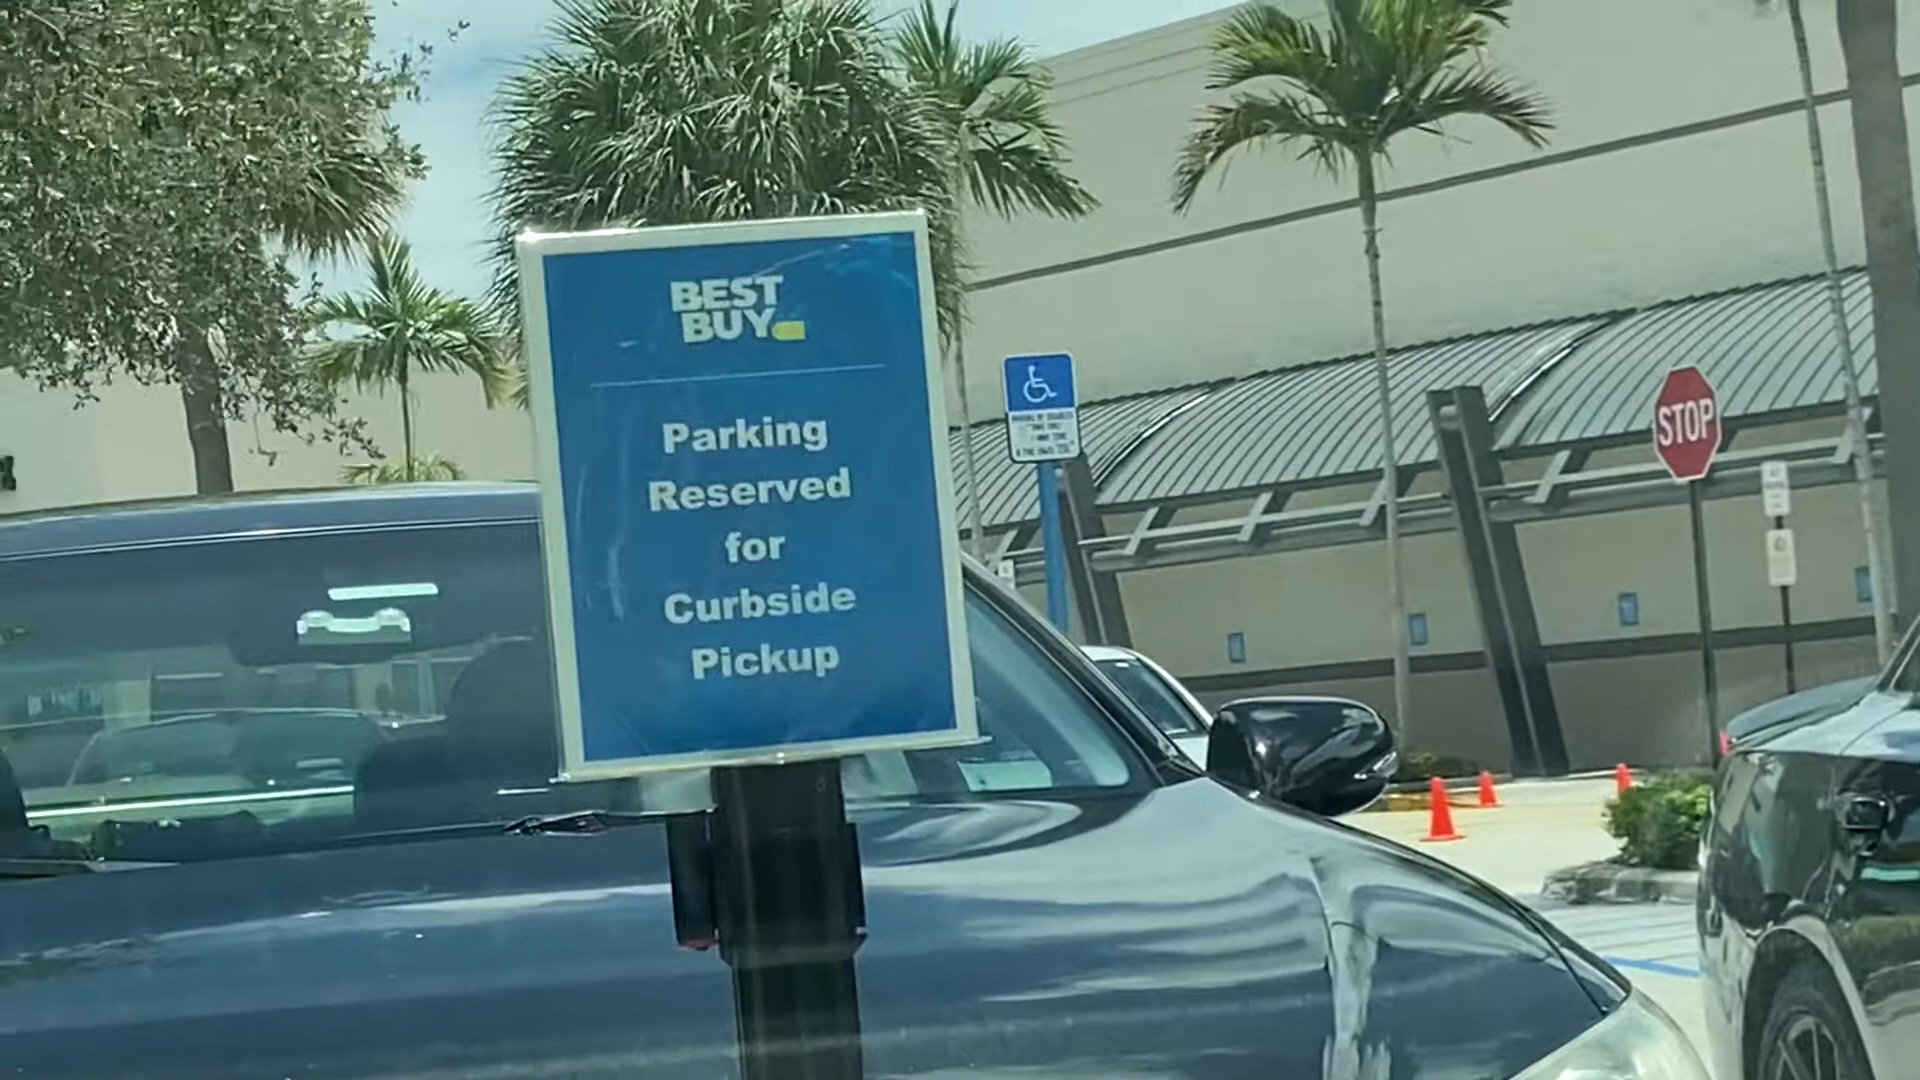 BEST
BUY
Parking
Reserved
for
Curbside
Pickup
STOP